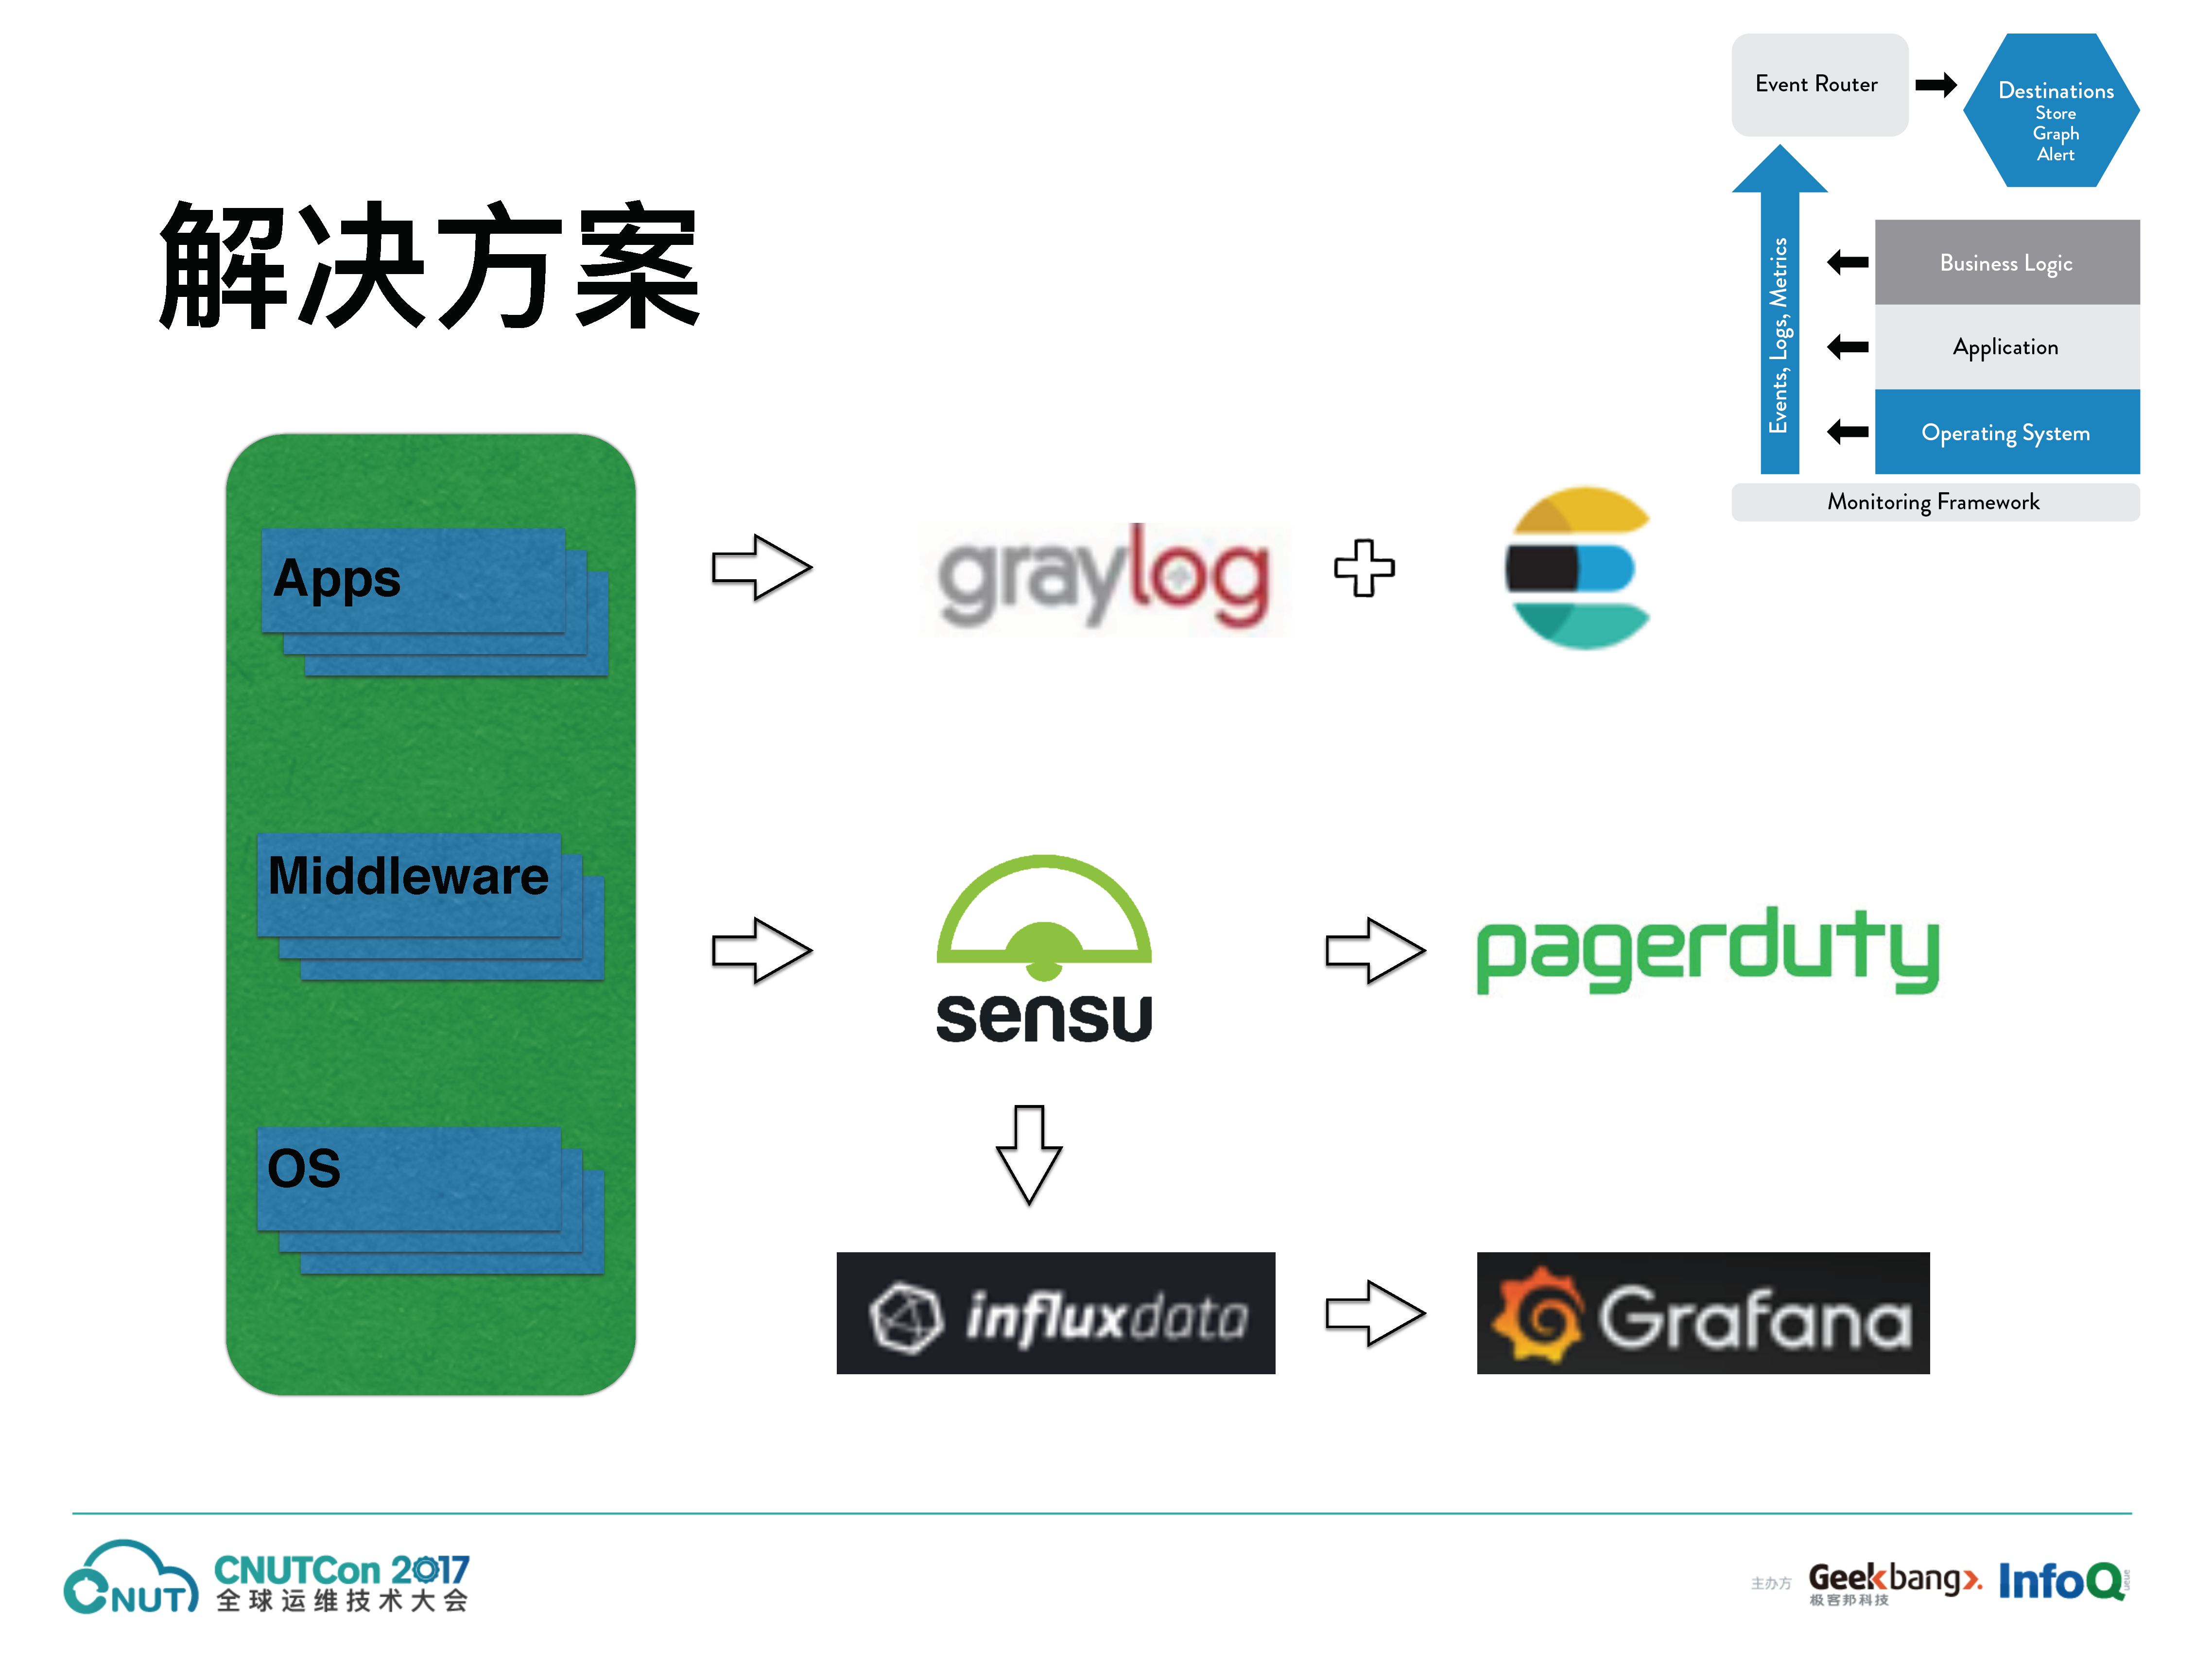 Event Router
Destinations
Store
Graph
Alert
解决方案
Events, Logs, Metrics
Business Logic
Application
Operating System
Monitoring Framework
Apps
graylog
Middleware
sensu
pagerduty
OS
influxdata
Grafana
CNUT
CNUTCon 2017
全球运维技术大会
主办方
Geekbang
极客邦科技
InfoQ